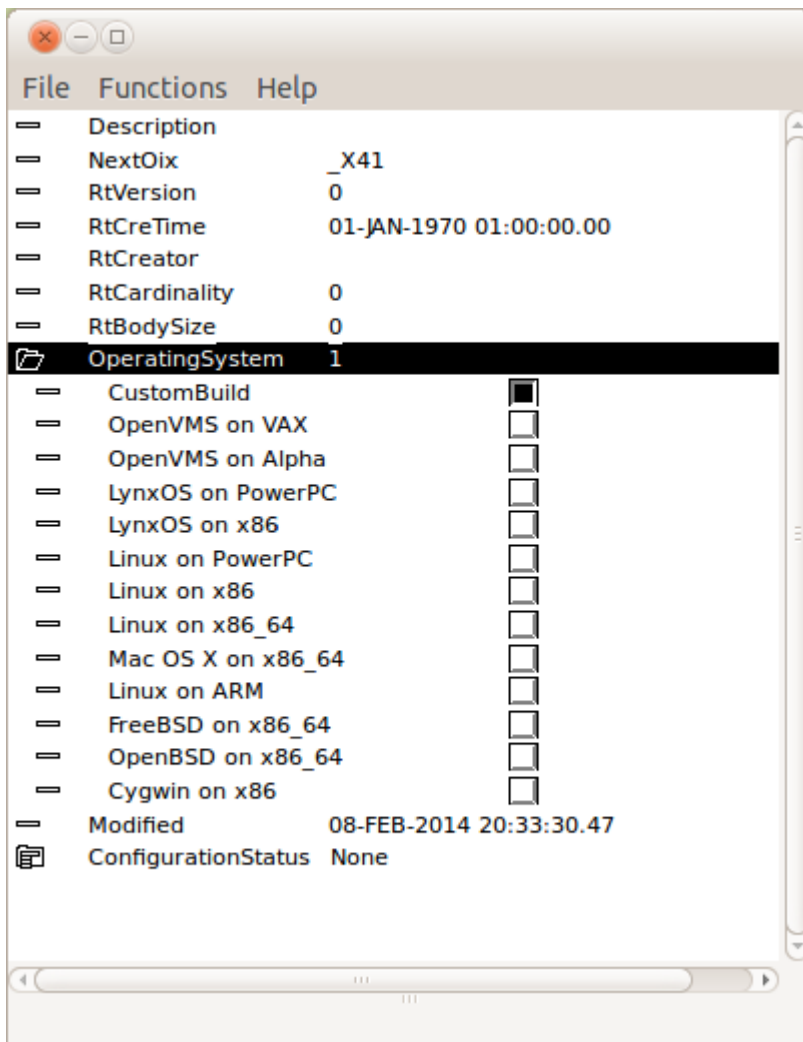 File Functions Help
Description
NextOix _X41
RtVersion 0
RtCreTime 01-JAN-1970 01:00:00.00
RtCreator
RtCardinality 0
RtBodySize 0
OperatingSystem 1
CustomBuild
OpenVMS on VAX
OpenVMS on Alpha
LynxOS on PowerPC
LynxOS on x86
Linux on PowerPC
Linux on x86
Linux on x86_64
Mac OS X on x86_64
Linux on ARM
FreeBSD on x86_64
OpenBSD on x86_64
Cygwin on x86
Modified 08-FEB-2014 20:33:30.47
ConfigurationStatus None